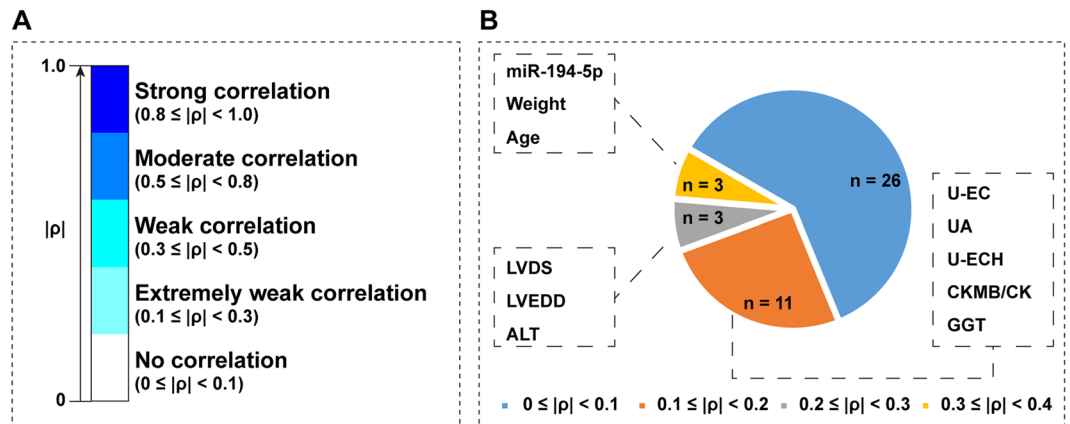 A
1.0
|ρ|
0
Strong correlation
(0.8 ≤ |ρ| < 1.0)
Moderate correlation
(0.5 ≤ |ρ| < 0.8)
Weak correlation
(0.3 ≤ |ρ| < 0.5)
Extremely weak correlation
(0.1 ≤ |ρ| < 0.3)
No correlation
(0 ≤ |ρ| < 0.1)
B
miR-194-5p
Weight
Age
LVDS
LVEDD
ALT
n = 3
n = 3
n = 11
n = 26
U-EC
UA
U-ECH
CKMB/CK
GGT
0 ≤ |ρ| < 0.1
0.1 ≤ |ρ| < 0.2
0.2 ≤ |ρ| < 0.3
0.3 ≤ |ρ| < 0.4